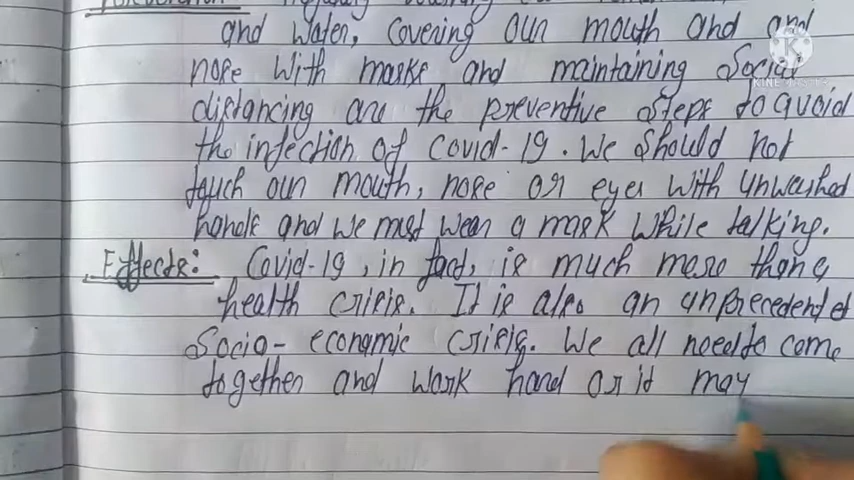 and water, covering our mouth and and
nose with masks and maintaining Social
distancing are the preventive steps to avoid
the infection of covid-19. We should not
touch our mouth, nose or eyes with unwashed
hands and we must wear a mask while talking.
Effects: Covid-19, in fact, is much more than a
health crisis. It is also an unprecedented
Socio-economic crisis. We all need to come
together and work hard or it may